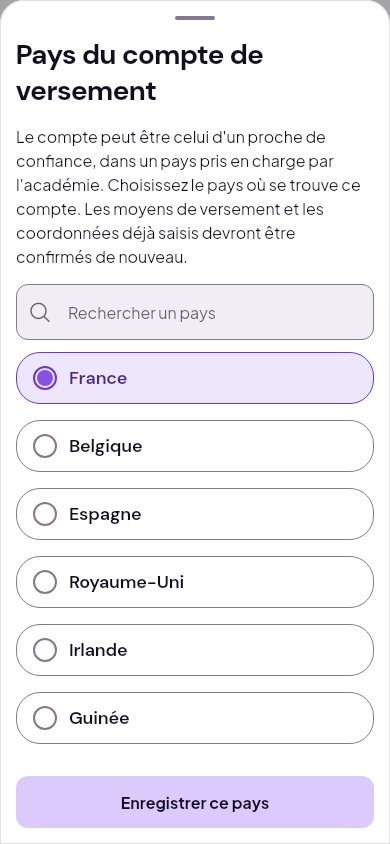 Pays du compte de
versement
Le compte peut être celui d'un proche de
confiance, dans un pays pris en charge par
l'académie. Choisissez le pays où se trouve ce
compte. Les moyens de versement et les
coordonnées déjà saisis devront être
confirmés de nouveau.
Rechercher un pays
France
Belgique
Espagne
Royaume-Uni
Irlande
Guinée
Enregistrer ce pays